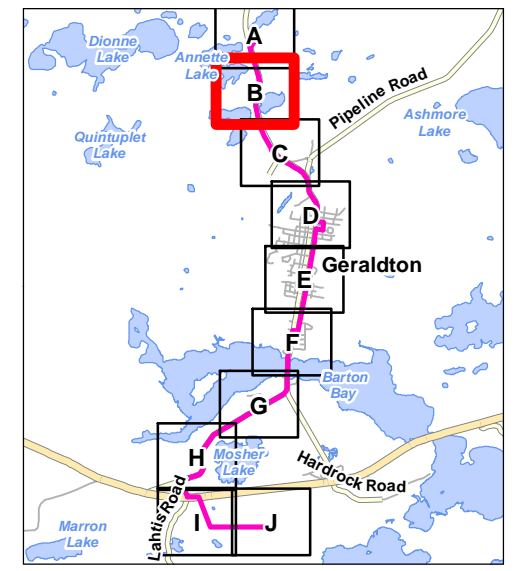 A
Dionne
Lake
Annette
Lake
B
Pipeline Road
Ashmore
Lake
Quintuplet
Lake
C
D
Geraldton
E
F
Barton
Bay
G
H
Mosher
Lake
Hardrock Road
Lahtis Road
I
J
Marron
Lake